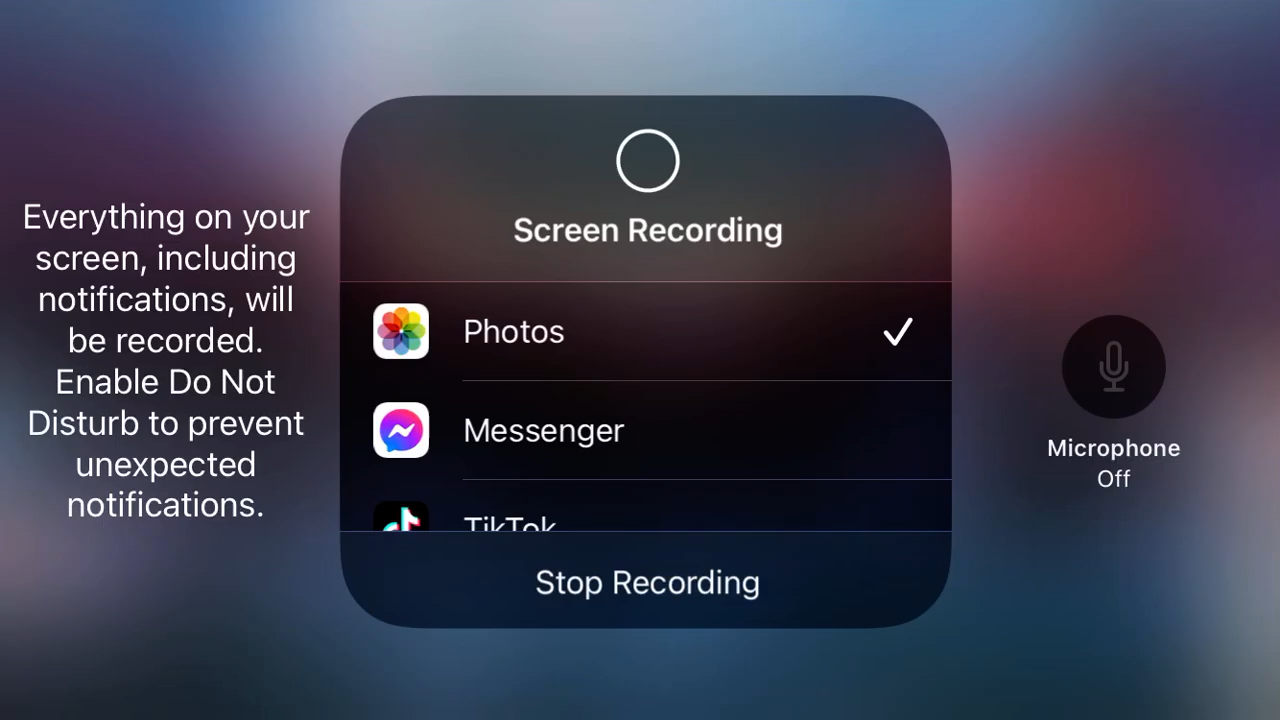 Everything on your
screen, including
notifications, will
be recorded.
Enable Do Not
Disturb to prevent
unexpected
notifications.
Screen Recording
Photos
Messenger
TikTok
Stop Recording
Microphone
Off